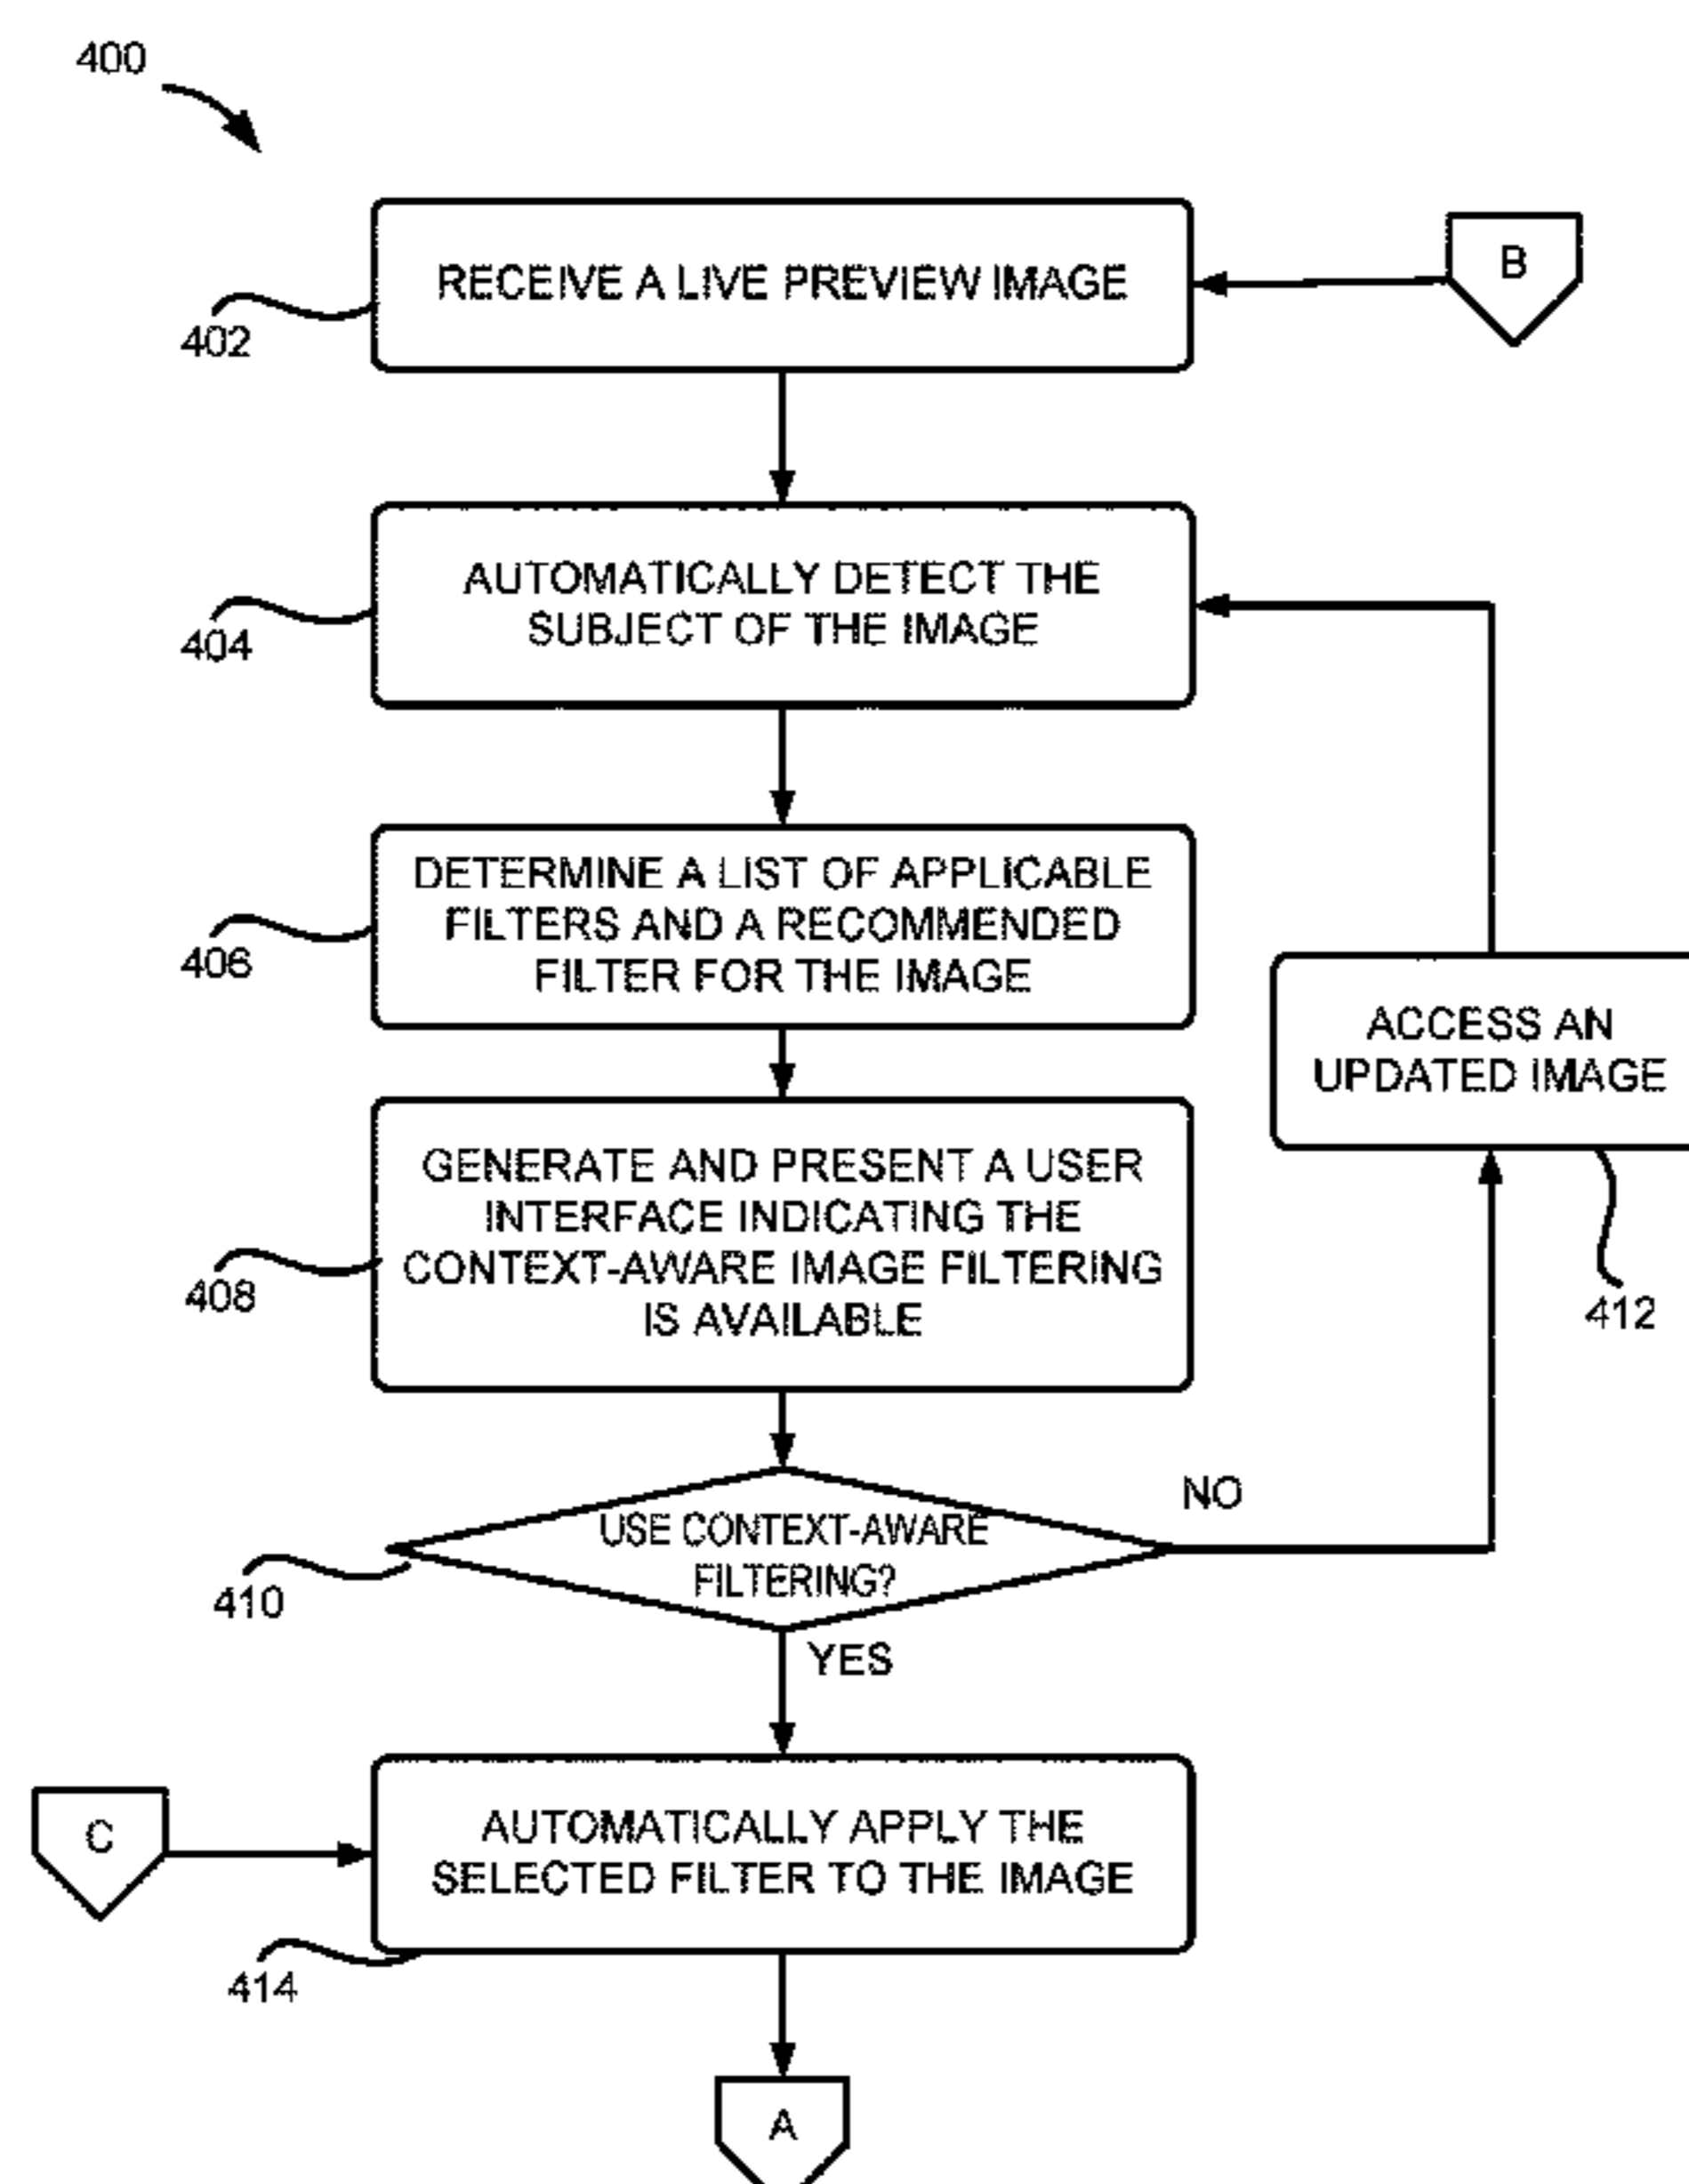 400
RECEIVE A LIVE PREVIEW IMAGE
B
402
AUTOMATICALLY DETECT THE
SUBJECT OF THE IMAGE
404
DETERMINE A LIST OF APPLICABLE
FILTERS AND A RECOMMENDED
FILTER FOR THE IMAGE
406
ACCESS AN
UPDATED IMAGE
412
GENERATE AND PRESENT A USER
INTERFACE INDICATING THE
CONTEXT-AWARE IMAGE FILTERING
IS AVAILABLE
408
USE CONTEXT-AWARE
FILTERING?
NO
410
YES
C
AUTOMATICALLY APPLY THE
SELECTED FILTER TO THE IMAGE
414
A